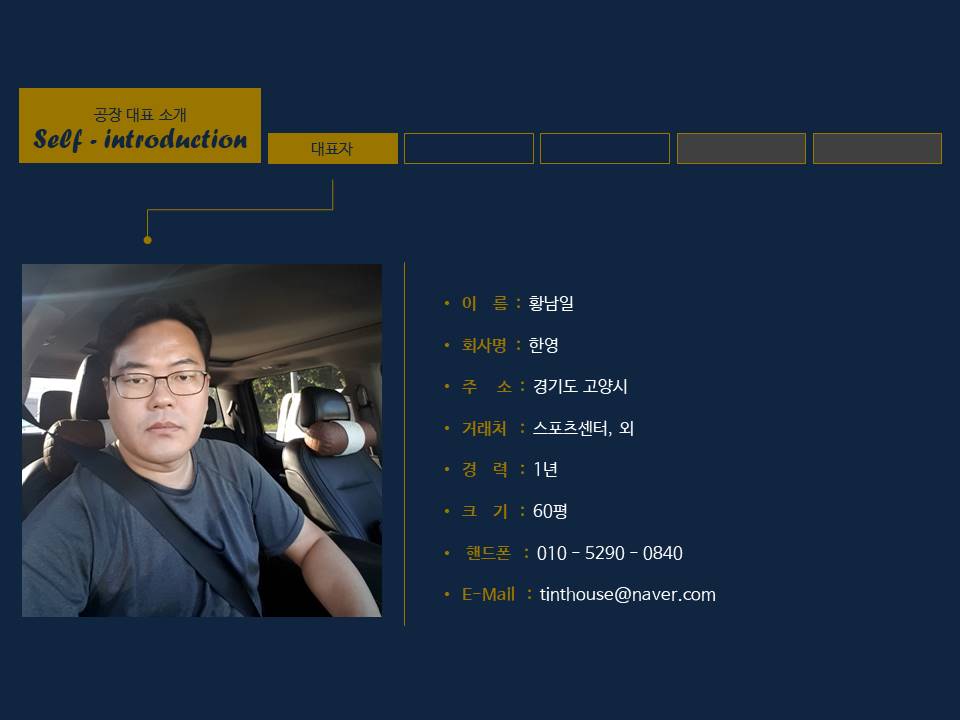 공장 대표 소개
Self - introduction
대표자
• 이 름 : 황남일
• 회사명 : 한영
• 주 소 : 경기도 고양시
• 거래처 : 스포츠센터, 외
• 경 력 : 1년
• 크 기 : 60평
• 핸드폰 : 010 - 5290 - 0840
• E-Mail : tinthouse@naver.com